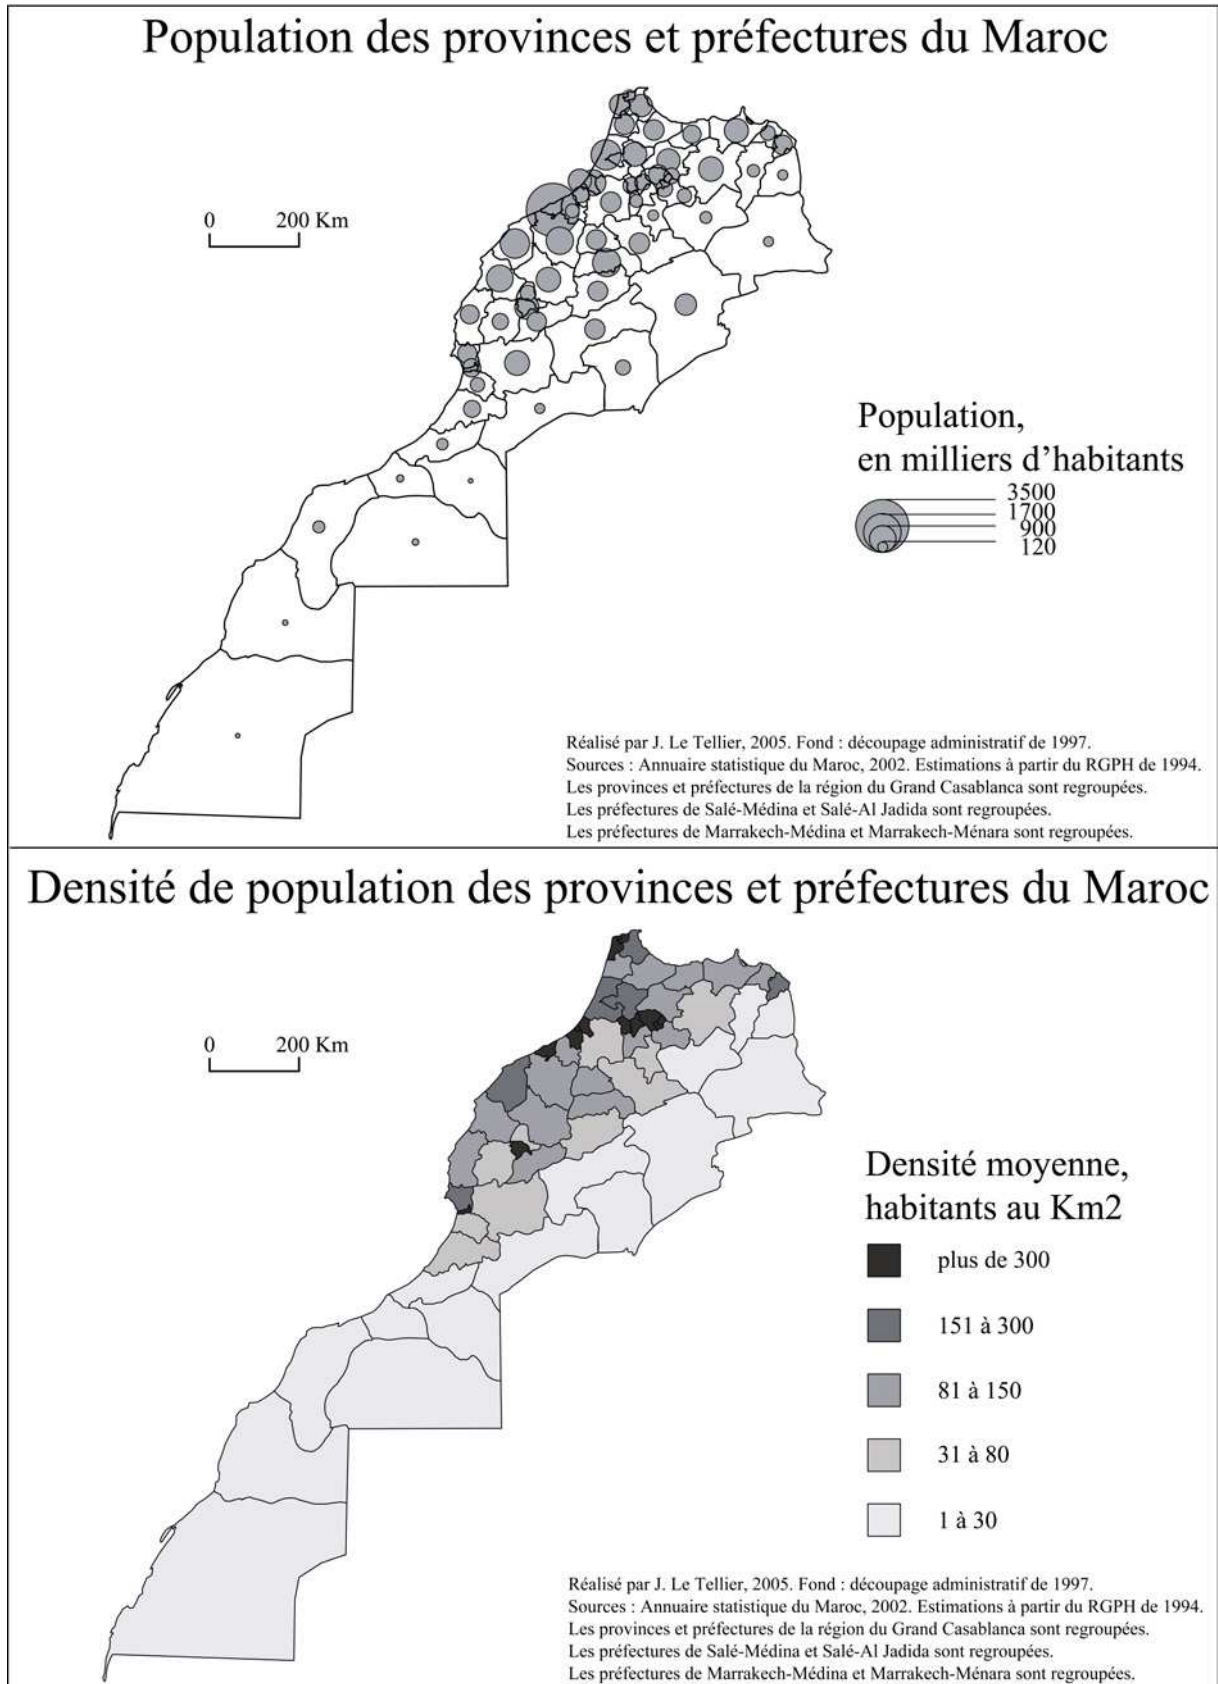 Population des provinces et préfectures du Maroc
0 200 Km
Population,
en milliers d'habitants
3500
1700
900
120
Réalisé par J. Le Tellier, 2005. Fond : découpage administratif de 1997.
Sources : Annuaire statistique du Maroc, 2002. Estimations à partir du RGPH de 1994.
Les provinces et préfectures de la région du Grand Casablanca sont regroupées.
Les préfectures de Salé-Médina et Salé-Al Jadida sont regroupées.
Les préfectures de Marrakech-Médina et Marrakech-Ménara sont regroupées.
Densité de population des provinces et préfectures du Maroc
0 200 Km
Densité moyenne,
habitants au Km2
plus de 300
151 à 300
81 à 150
31 à 80
1 à 30
Réalisé par J. Le Tellier, 2005. Fond : découpage administratif de 1997.
Sources : Annuaire statistique du Maroc, 2002. Estimations à partir du RGPH de 1994.
Les provinces et préfectures de la région du Grand Casablanca sont regroupées.
Les préfectures de Salé-Médina et Salé-Al Jadida sont regroupées.
Les préfectures de Marrakech-Médina et Marrakech-Ménara sont regroupées.